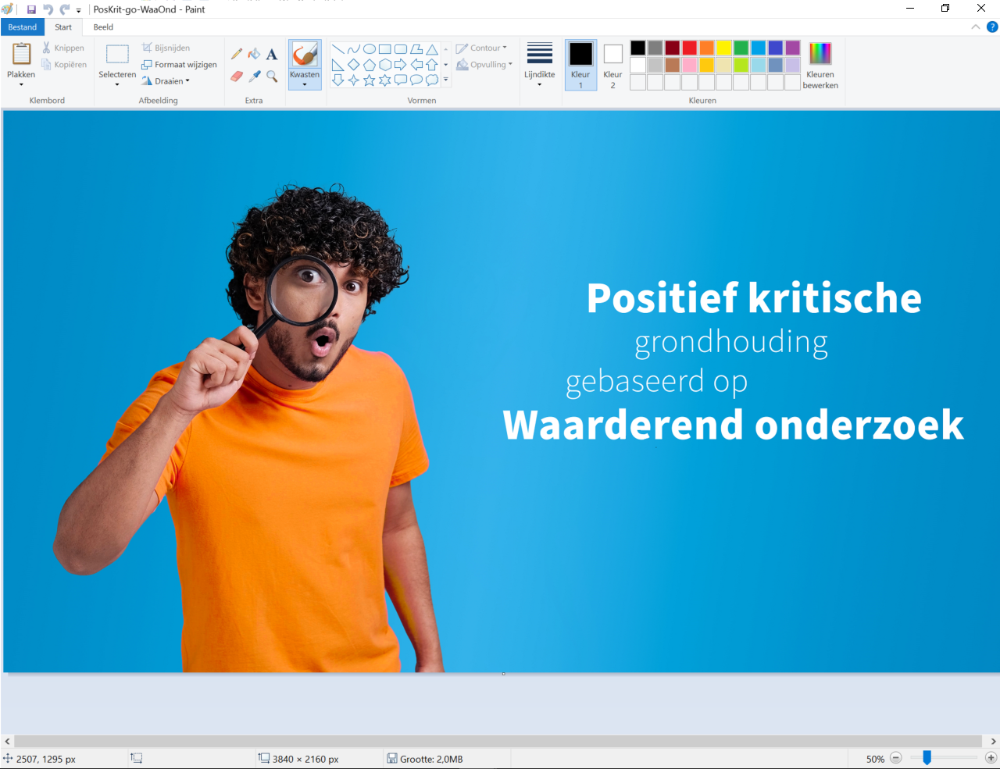 PosKrit-go-WaaOnd - Paint
Bestand Start Beeld
Plakken
Knippen
Kopiëren
Klembord
Selecteren
Bijsnijden
Formaat wijzigen
Draaien
Afbeelding
A
Extra
Kwasten
Contour
Opvulling
Vormen
Lijndikte
Kleur
1
Kleur
2
Kleuren
bewerken
Kleuren
?
Positief kritische
grondhouding
gebaseerd op
Waarderend onderzoek
2507, 1295 px
3840 × 2160 px
Grootte: 2,0MB
50%